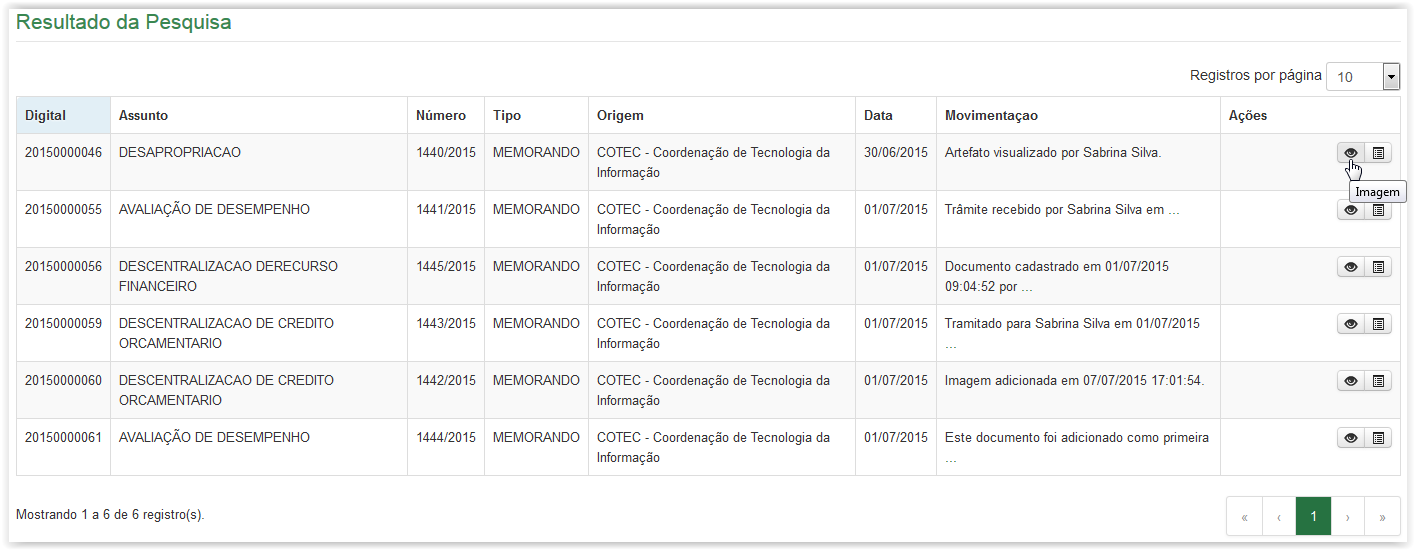 Resultado da Pesquisa
Registros por página 10
Digital Assunto Número Tipo Origem Data Movimentaçao Ações
20150000046 DESAPROPRIACAO 1440/2015 MEMORANDO COTEC - Coordenação de Tecnologia da 30/06/2015 Artefato visualizado por Sabrina Silva.
Informação
Imagem
20150000055 AVALIAÇÃO DE DESEMPENHO 1441/2015 MEMORANDO COTEC - Coordenação de Tecnologia da 01/07/2015 Trâmite recebido por Sabrina Silva em ...
Informação
20150000056 DESCENTRALIZACAO DERECURSO 1445/2015 MEMORANDO COTEC - Coordenação de Tecnologia da 01/07/2015 Documento cadastrado em 01/07/2015
FINANCEIRO Informação 09:04:52 por ...
20150000059 DESCENTRALIZACAO DE CREDITO 1443/2015 MEMORANDO COTEC - Coordenação de Tecnologia da 01/07/2015 Tramitado para Sabrina Silva em 01/07/2015
ORCAMENTARIO Informação ...
20150000060 DESCENTRALIZACAO DE CREDITO 1442/2015 MEMORANDO COTEC - Coordenação de Tecnologia da 01/07/2015 Imagem adicionada em 07/07/2015 17:01:54.
ORCAMENTARIO Informação
20150000061 AVALIAÇÃO DE DESEMPENHO 1444/2015 MEMORANDO COTEC - Coordenação de Tecnologia da 01/07/2015 Este documento foi adicionado como primeira
Informação ...
Mostrando 1 a 6 de 6 registro(s). « ‹ 1 › »